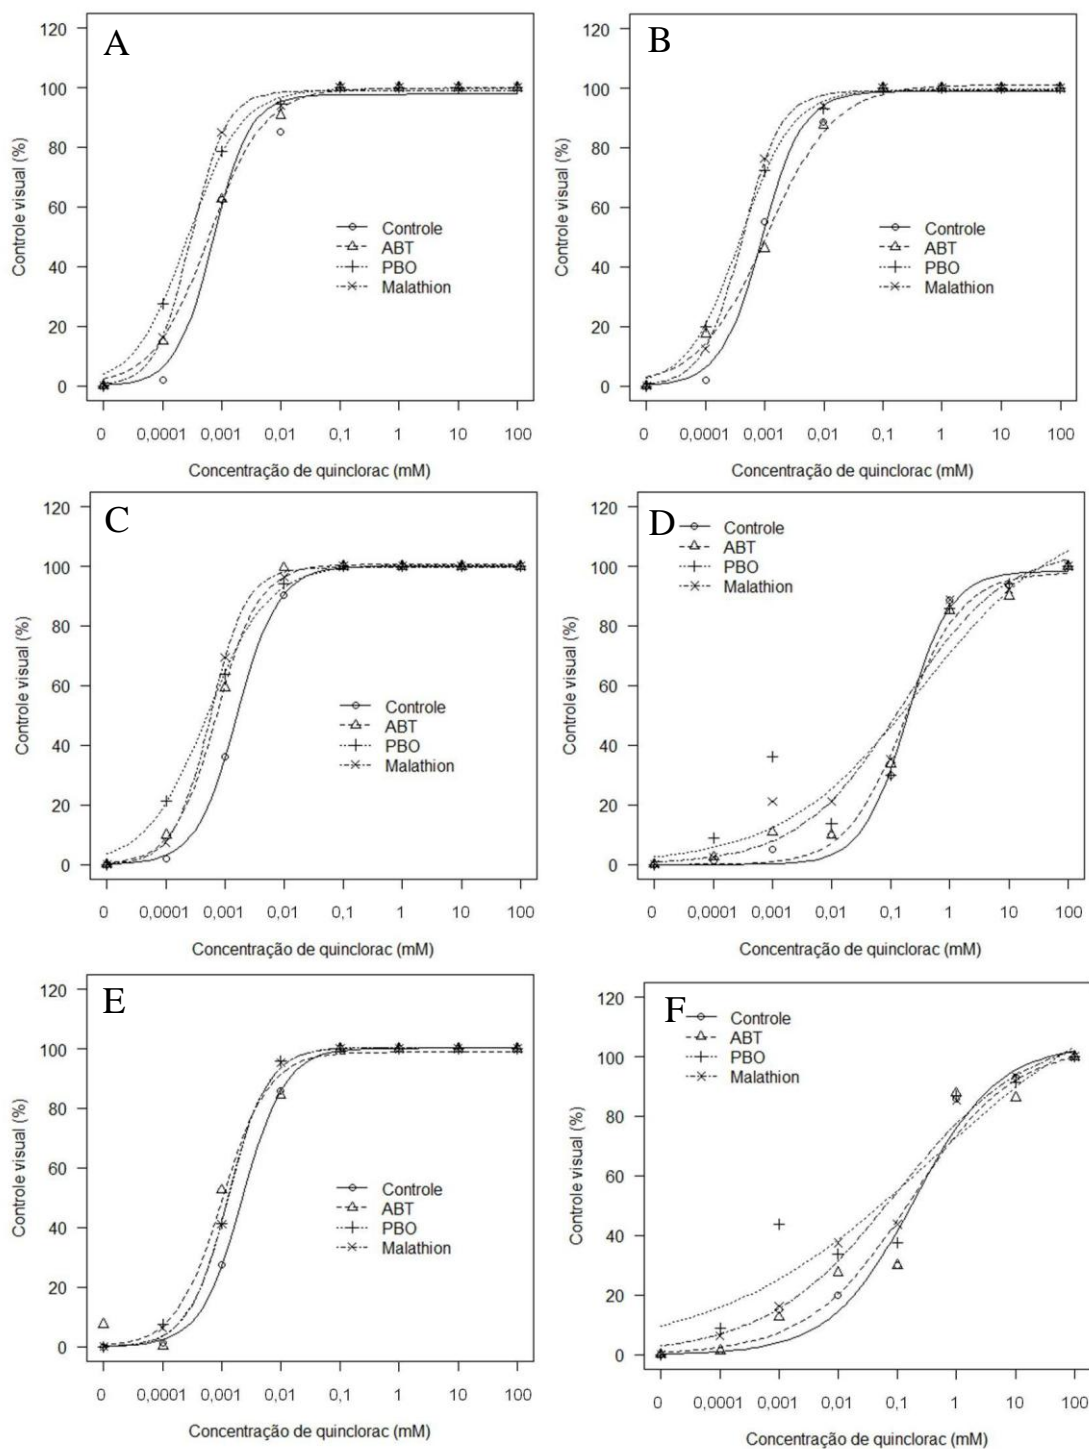 A
120
100
80
60
40
20
0
Controle visual (%)
Controle
ABT
PBO
Malathion
0 0,0001 0,001 0,01 0,1 1 10 100
Concentração de quinclorac (mM)
B
120
100
80
60
40
20
0
Controle visual (%)
Controle
ABT
PBO
Malathion
0 0,0001 0,001 0,01 0,1 1 10 100
Concentração de quinclorac (mM)
C
120
100
80
60
40
20
0
Controle visual (%)
Controle
ABT
PBO
Malathion
0 0,0001 0,001 0,01 0,1 1 10 100
Concentração de quinclorac (mM)
D
120
100
80
60
40
20
0
Controle visual (%)
Controle
ABT
PBO
Malathion
0 0,0001 0,001 0,01 0,1 1 10 100
Concentração de quinclorac (mM)
E
120
100
80
60
40
20
0
Controle visual (%)
Controle
ABT
PBO
Malathion
0 0,0001 0,001 0,01 0,1 1 10 100
Concentração de quinclorac (mM)
F
120
100
80
60
40
20
0
Controle visual (%)
Controle
ABT
PBO
Malathion
0 0,0001 0,001 0,01 0,1 1 10 100
Concentração de quinclorac (mM)